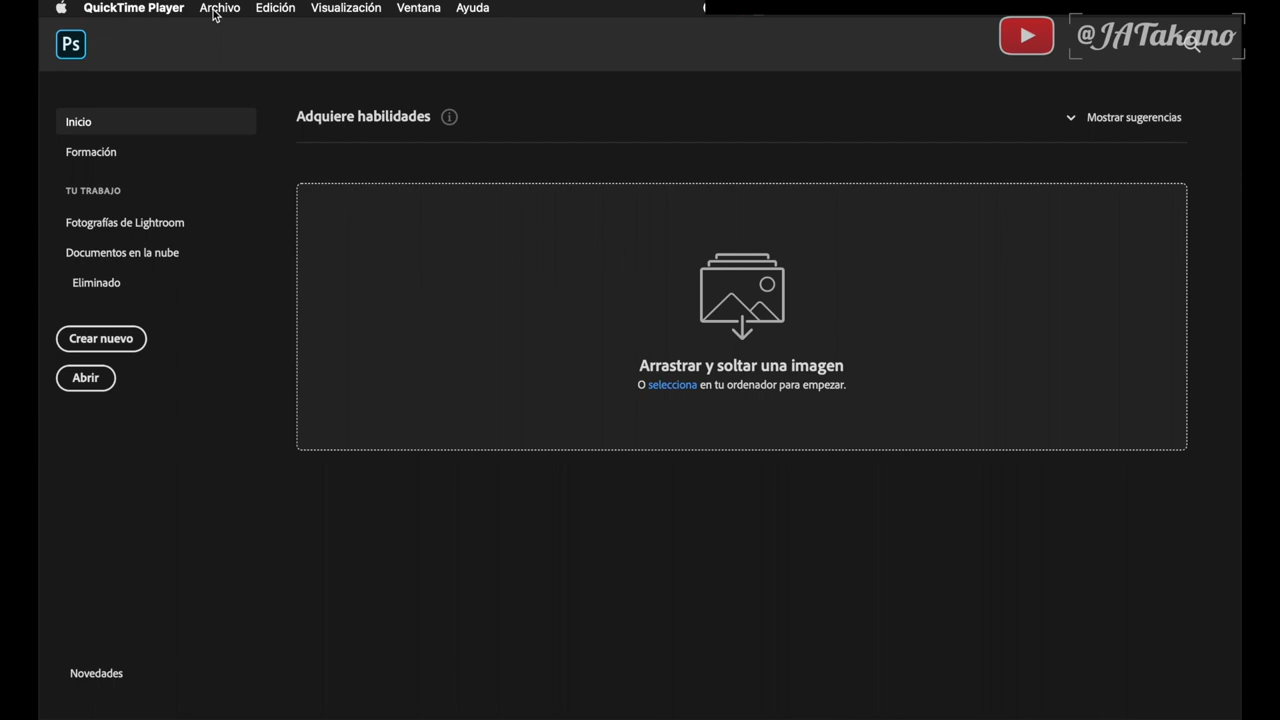 QuickTime Player Archivo Edición Visualización Ventana Ayuda
Ps
@JATakano
Inicio
Adquiere habilidades
Mostrar sugerencias
Formación
TU TRABAJO
Fotografías de Lightroom
Documentos en la nube
Eliminado
Crear nuevo
Abrir
Arrastrar y soltar una imagen
O selecciona en tu ordenador para empezar.
Novedades